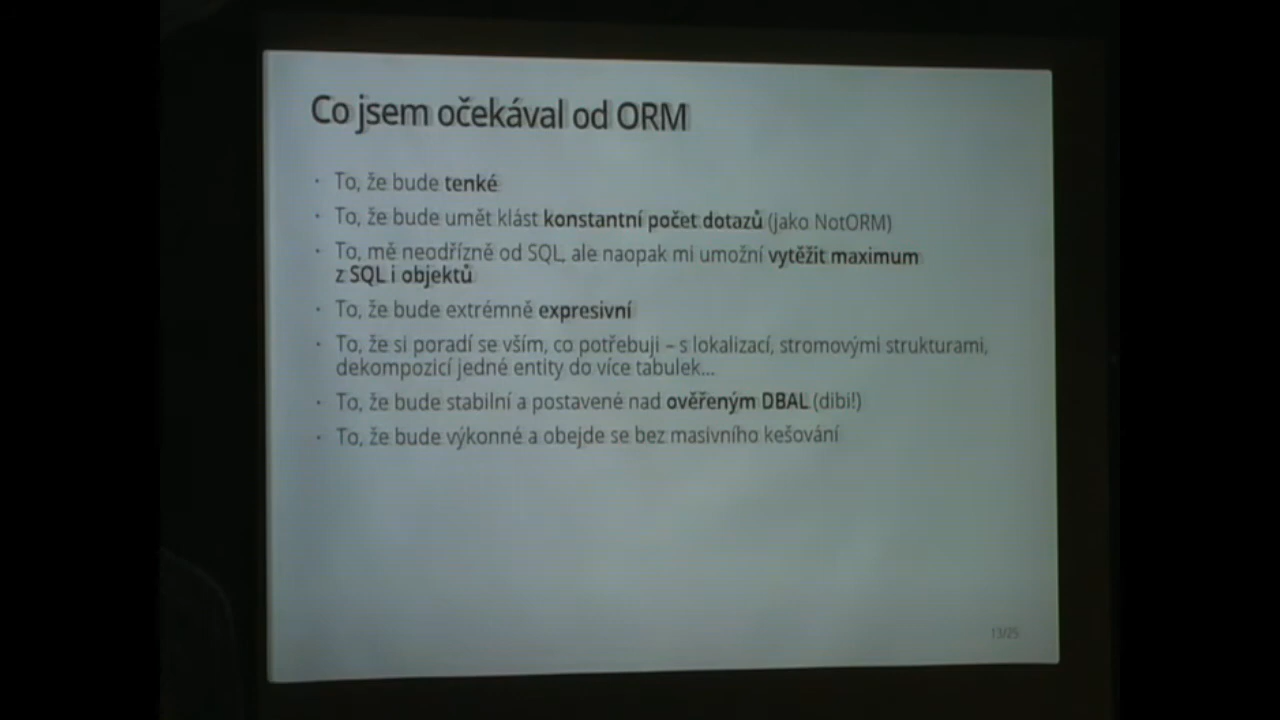 Co jsem očekával od ORM
· To, že bude tenké
· To, že bude umět klást konstantní počet dotazů (jako NotORM)
· To, mě neodřízně od SQL, ale naopak mi umožní vytěžit maximum
z SQL i objektů
· To, že bude extrémně expresivní
· To, že si poradí se vším, co potřebuji – s lokalizací, stromovými strukturami,
dekompozicí jedné entity do více tabulek...
· To, že bude stabilní a postavené nad ověřeným DBAL (dibi!)
· To, že bude výkonné a obejde se bez masivního kešování
13/25